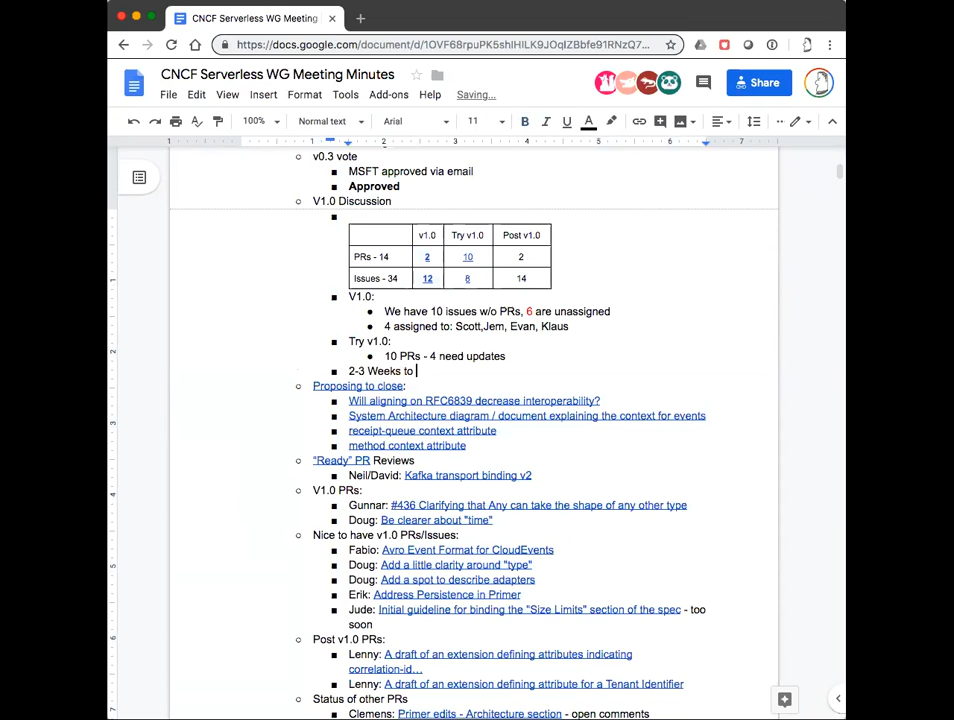 CNCF Serverless WG Meeting
https://docs.google.com/document/d/1OVF68rpuPK5shIHILK9JOqIZBbfe91RNzQ7...
CNCF Serverless WG Meeting Minutes
File Edit View Insert Format Tools Add-ons Help Saving...
Share
100% Normal text Arial 11 B I U A
1 1 2 3 4 5 6 7
v0.3 vote
MSFT approved via email
Approved
V1.0 Discussion
v1.0 Try v1.0 Post v1.0
PRs - 14 2 10 2
Issues - 34 12 8 14
V1.0:
We have 10 issues w/o PRs, 6 are unassigned
4 assigned to: Scott,Jem, Evan, Klaus
Try v1.0:
10 PRs - 4 need updates
2-3 Weeks to
Proposing to close:
Will aligning on RFC6839 decrease interoperability?
System Architecture diagram / document explaining the context for events
receipt-queue context attribute
method context attribute
“Ready” PR Reviews
Neil/David: Kafka transport binding v2
V1.0 PRs:
Gunnar: #436 Clarifying that Any can take the shape of any other type
Doug: Be clearer about "time"
Nice to have v1.0 PRs/Issues:
Fabio: Avro Event Format for CloudEvents
Doug: Add a little clarity around "type"
Doug: Add a spot to describe adapters
Erik: Address Persistence in Primer
Jude: Initial guideline for binding the "Size Limits" section of the spec - too
soon
Post v1.0 PRs:
Lenny: A draft of an extension defining attributes indicating
correlation-id…
Lenny: A draft of an extension defining attribute for a Tenant Identifier
Status of other PRs
Clemens: Primer edits - Architecture section - open comments